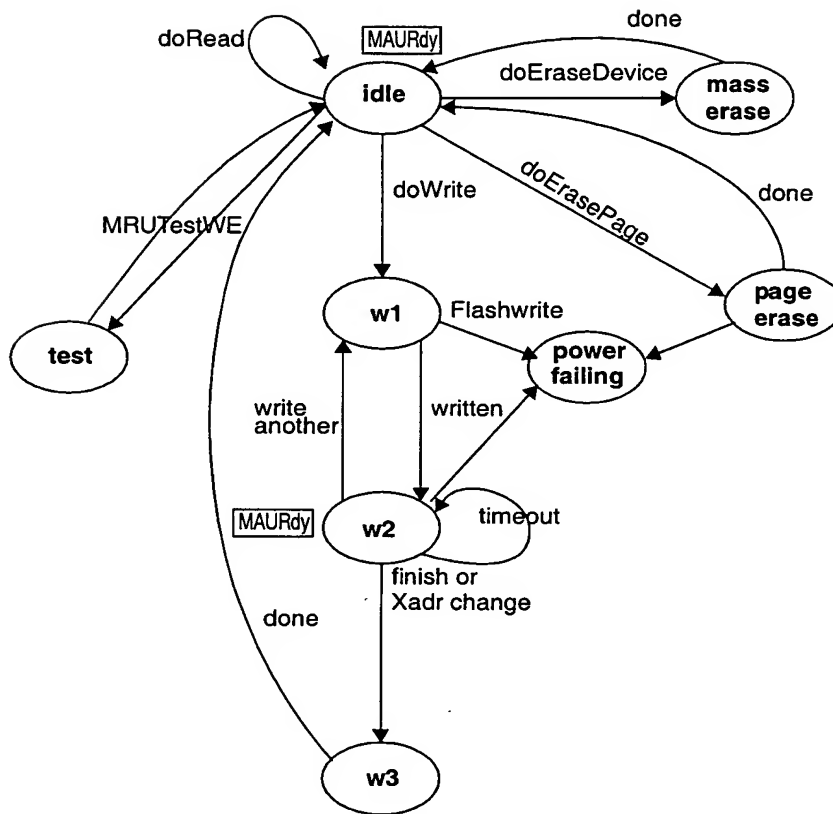 done
doRead
MAURdy
doEraseDevice
idle
mass
erase
doErasePage
doWrite
done
MRUTestWE
w1
Flashwrite
page
erase
test
power
failing
write
another
written
MAURdy
w2
timeout
finish or
Xadr change
done
w3